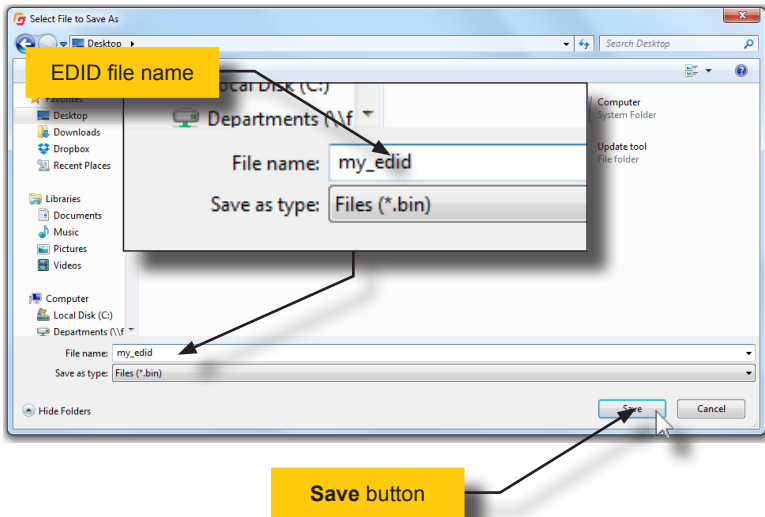 Select File to Save As
Desktop
Search Desktop
EDID file name
Favorites
Desktop
Downloads
Dropbox
Recent Places
Libraries
Documents
Music
Pictures
Videos
Computer
Local Disk (C:)
Departments (\\f
Local Disk (C:)
Departments (\\f
File name: my_edid
Save as type: Files (*.bin)
Computer
System Folder
Update tool
File folder
File name: my_edid
Save as type: Files (*.bin)
Hide Folders
Save
Cancel
Save button